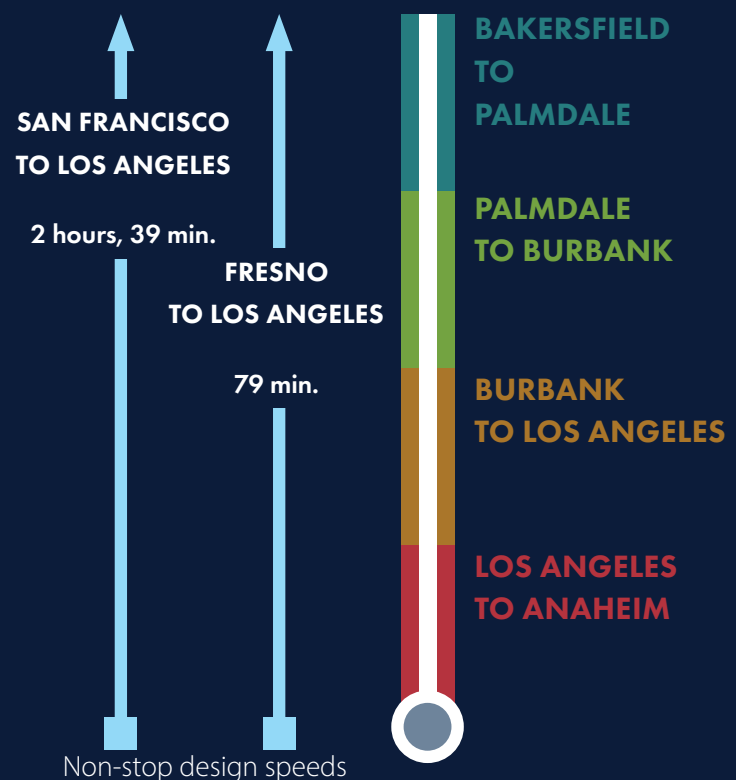 SAN FRANCISCO
TO LOS ANGELES
2 hours, 39 min.
FRESNO
TO LOS ANGELES
79 min.
Non-stop design speeds
BAKERSFIELD
TO
PALMDALE
PALMDALE
TO BURBANK
BURBANK
TO LOS ANGELES
LOS ANGELES
TO ANAHEIM